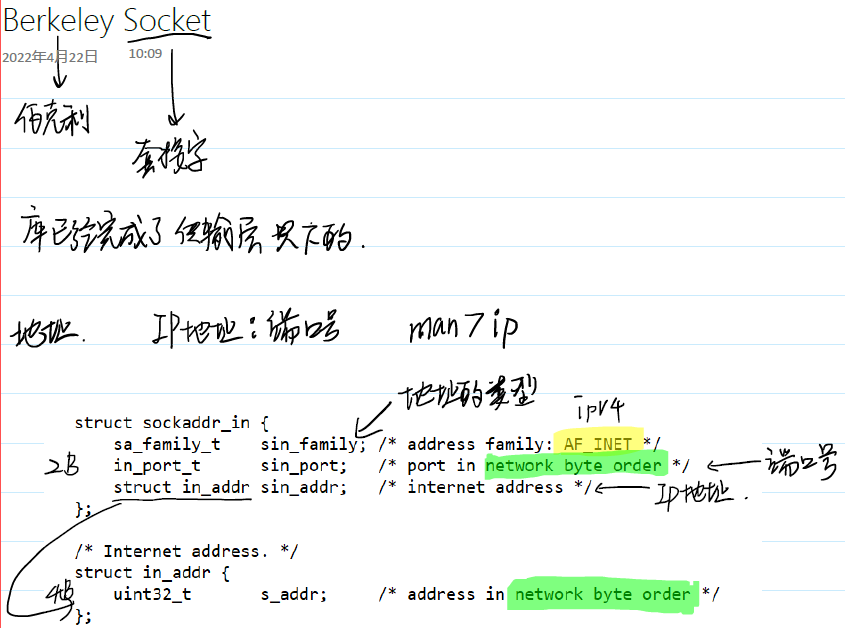 Berkeley Socket
2022年4月22日 10:09
伯克利
套接字
库已经完成了传输层及下的.
地址. IP地址:端口号 man 7 ip
地址的类型
ipv4
struct sockaddr_in {
sa_family_t sin_family; /* address family: AF_INET */
2B in_port_t sin_port; /* port in network byte order */ 端口号
struct in_addr sin_addr; /* internet address */ IP地址.
};
/* Internet address. */
struct in_addr {
4B uint32_t s_addr; /* address in network byte order */
};